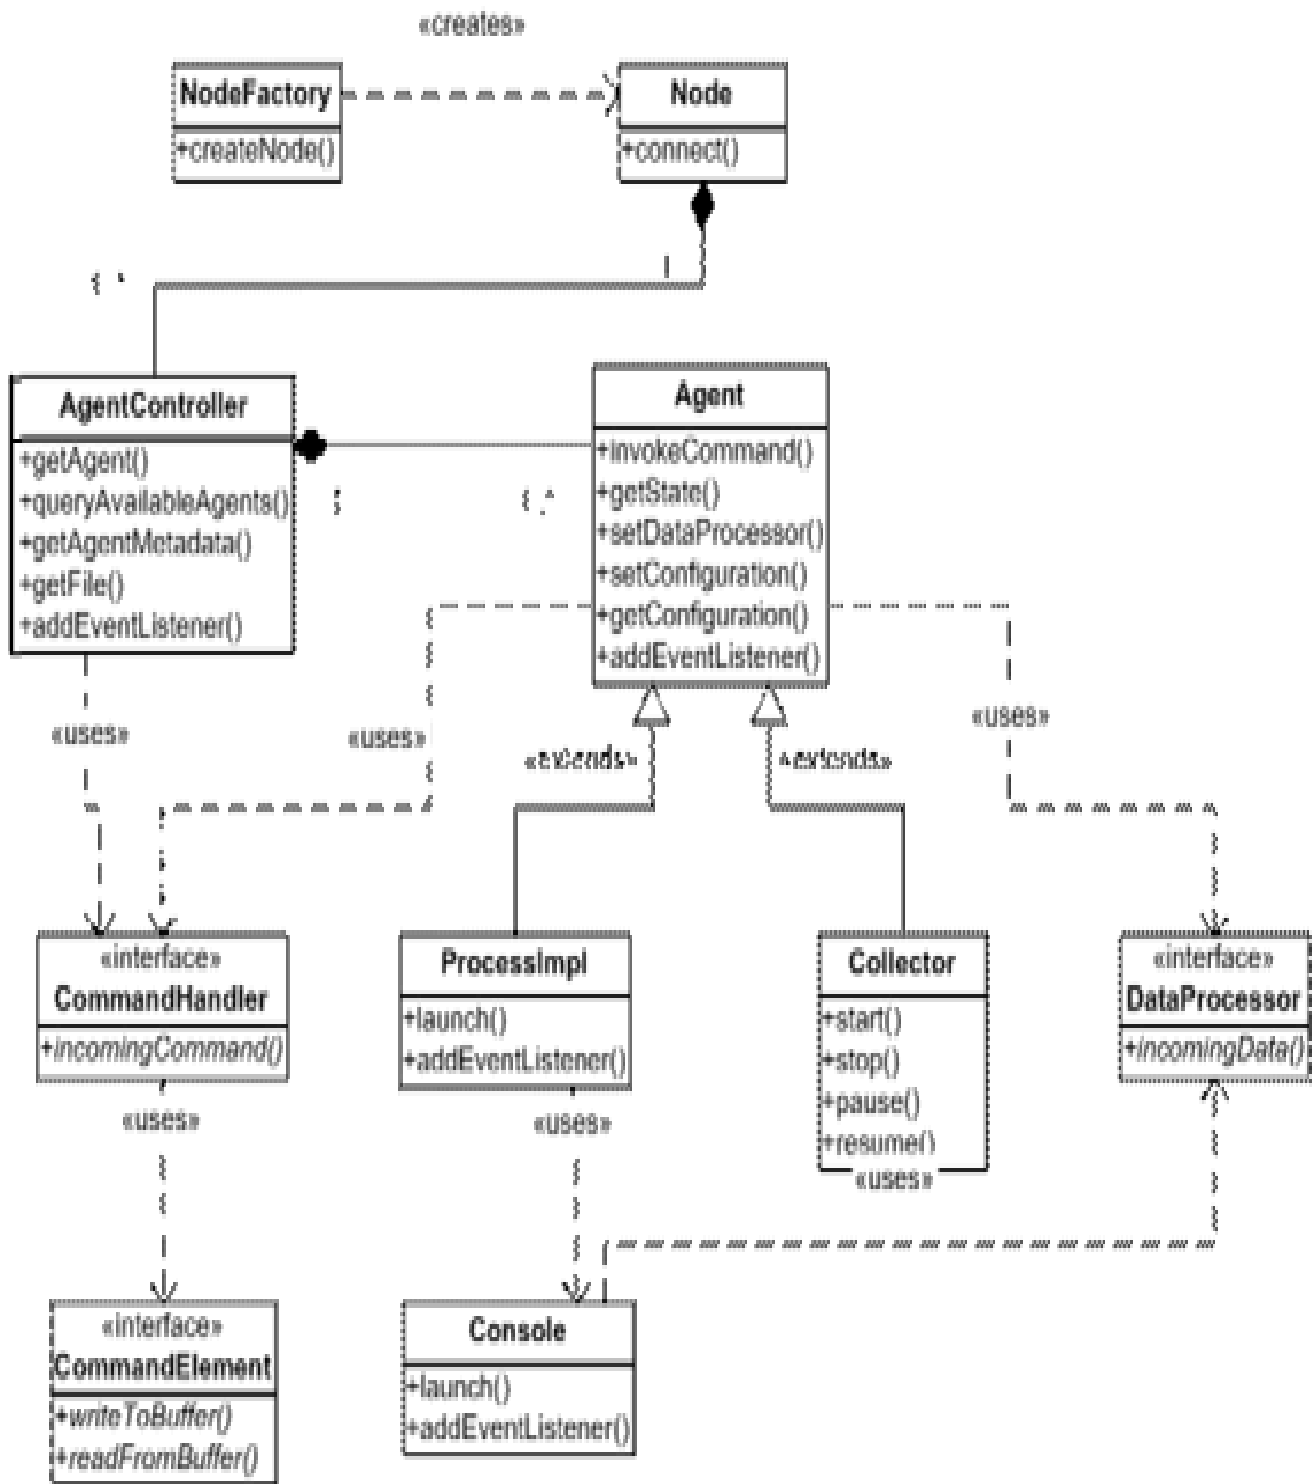 «creates»
NodeFactory
+createNode()
Node
+connect()
1
AgentController
+getAgent()
+queryAvailableAgents()
+getAgentMetadata()
+getFile()
+addEventListener()
Agent
+invokeCommand()
+getState()
+setDataProcessor()
+setConfiguration()
+getConfiguration()
+addEventListener()
«uses»
«uses»
«extends»
«extends»
«uses»
«interface»
CommandHandler
+incomingCommand()
ProcessImpl
+launch()
+addEventListener()
Collector
+start()
+stop()
+pause()
+resume()
«interface»
DataProcessor
+incomingData()
«uses»
«uses»
«uses»
«interface»
CommandElement
+writeToBuffer()
+readFromBuffer()
Console
+launch()
+addEventListener()